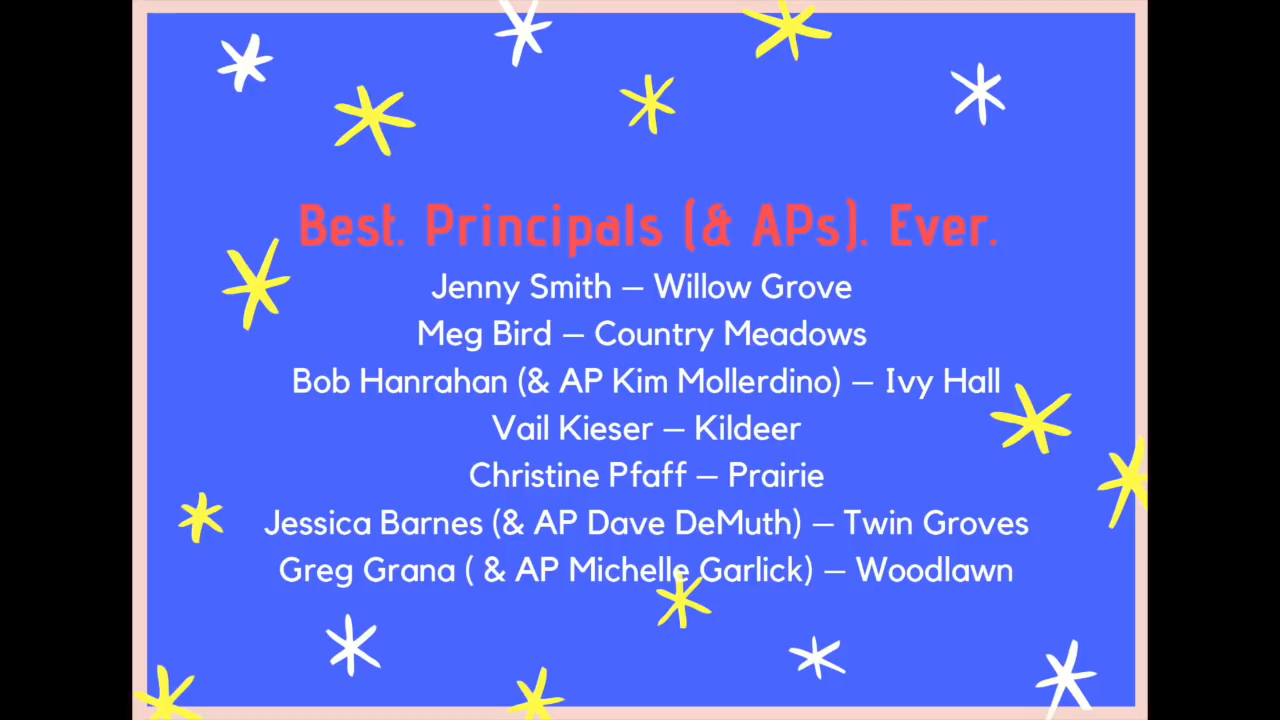 Best. Principals (& APs). Ever.
Jenny Smith – Willow Grove
Meg Bird – Country Meadows
Bob Hanrahan (& AP Kim Mollerdino) – Ivy Hall
Vail Kieser – Kildeer
Christine Pfaff – Prairie
Jessica Barnes (& AP Dave DeMuth) – Twin Groves
Greg Grana ( & AP Michelle Garlick) – Woodlawn